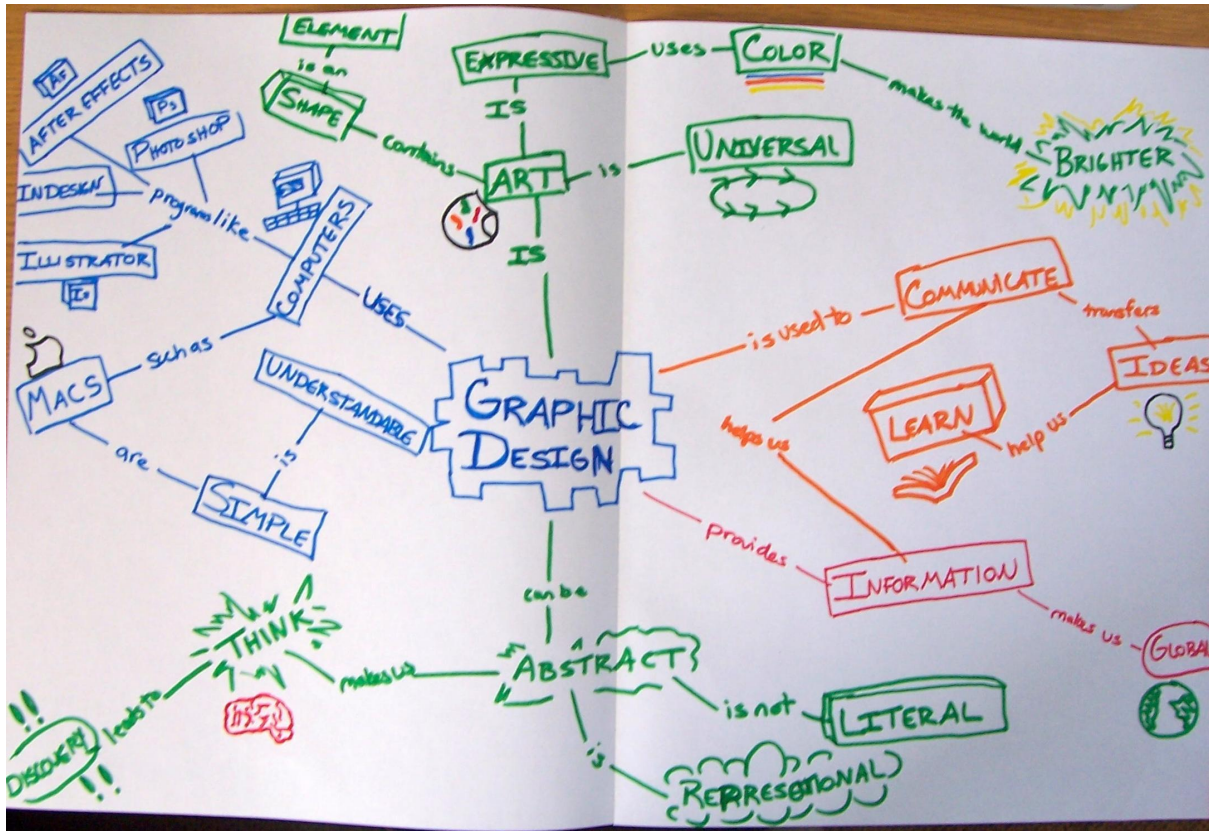 ELEMENT
is an
SHAPE
contains
ART
IS
EXPRESSIVE
uses
COLOR
makes the world
BRIGHTER
is
UNIVERSAL
IS
GRAPHIC
DESIGN
USES
COMPUTERS
programs like
Ae
AFTER EFFECTS
Ps
PHOTOSHOP
INDESIGN
ILLUSTRATOR
such as
MACS
are
SIMPLE
is
UNDERSTANDABLE
is used to
COMMUNICATE
transfers
IDEAS
help us
LEARN
helps us
INFORMATION
provides
makes us
GLOBAL
can be
ABSTRACT
is not
LITERAL
is
makes us
THINK
leads to
DISCOVERY
!!
!!